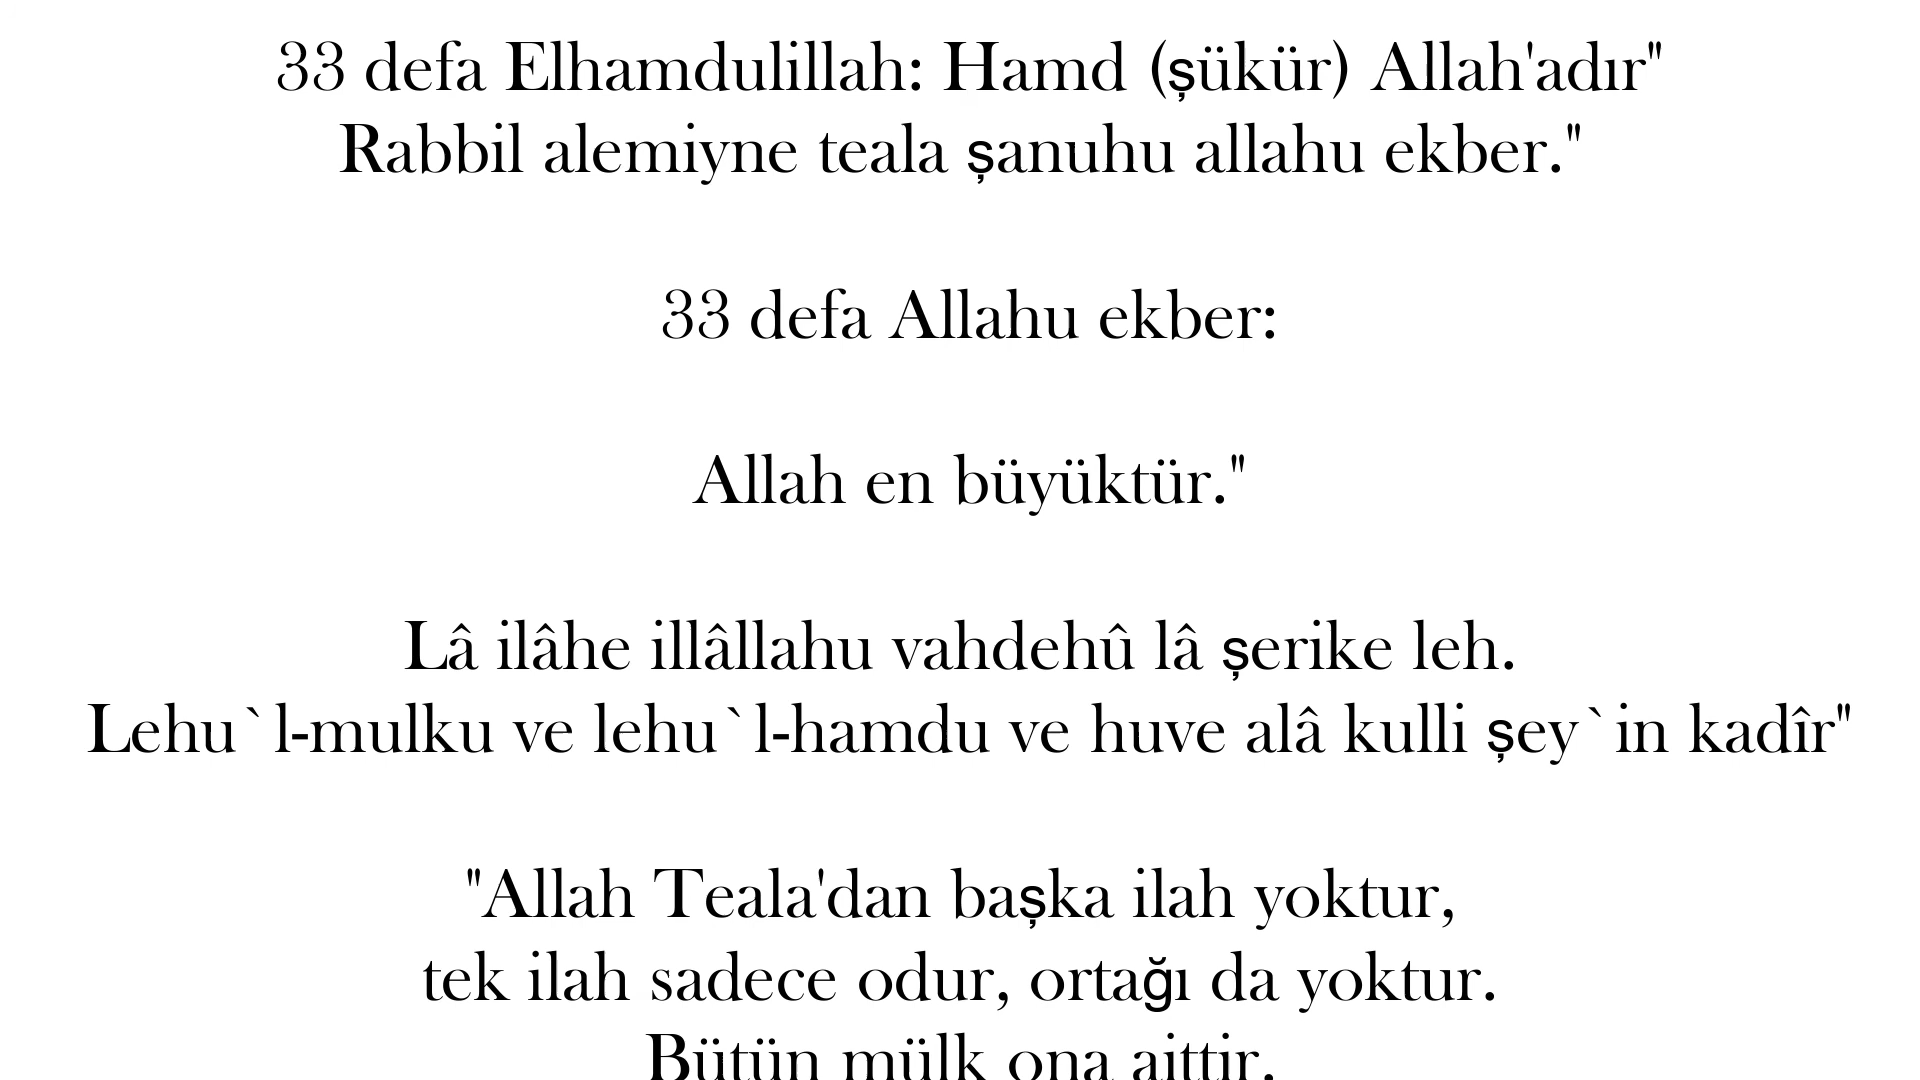 33 defa Elhamdulillah: Hamd (şükür) Allah'adır"
Rabbil alemiyne teala şanuhu allahu ekber."
33 defa Allahu ekber:
Allah en büyüktür."
Lâ ilâhe illâllahu vahdehû lâ şerike leh.
Lehu`l-mulku ve lehu`l-hamdu ve huve alâ kulli şey`in kadîr"
"Allah Teala'dan başka ilah yoktur,
tek ilah sadece odur, ortağı da yoktur.
Bütün mülk ona aittir.